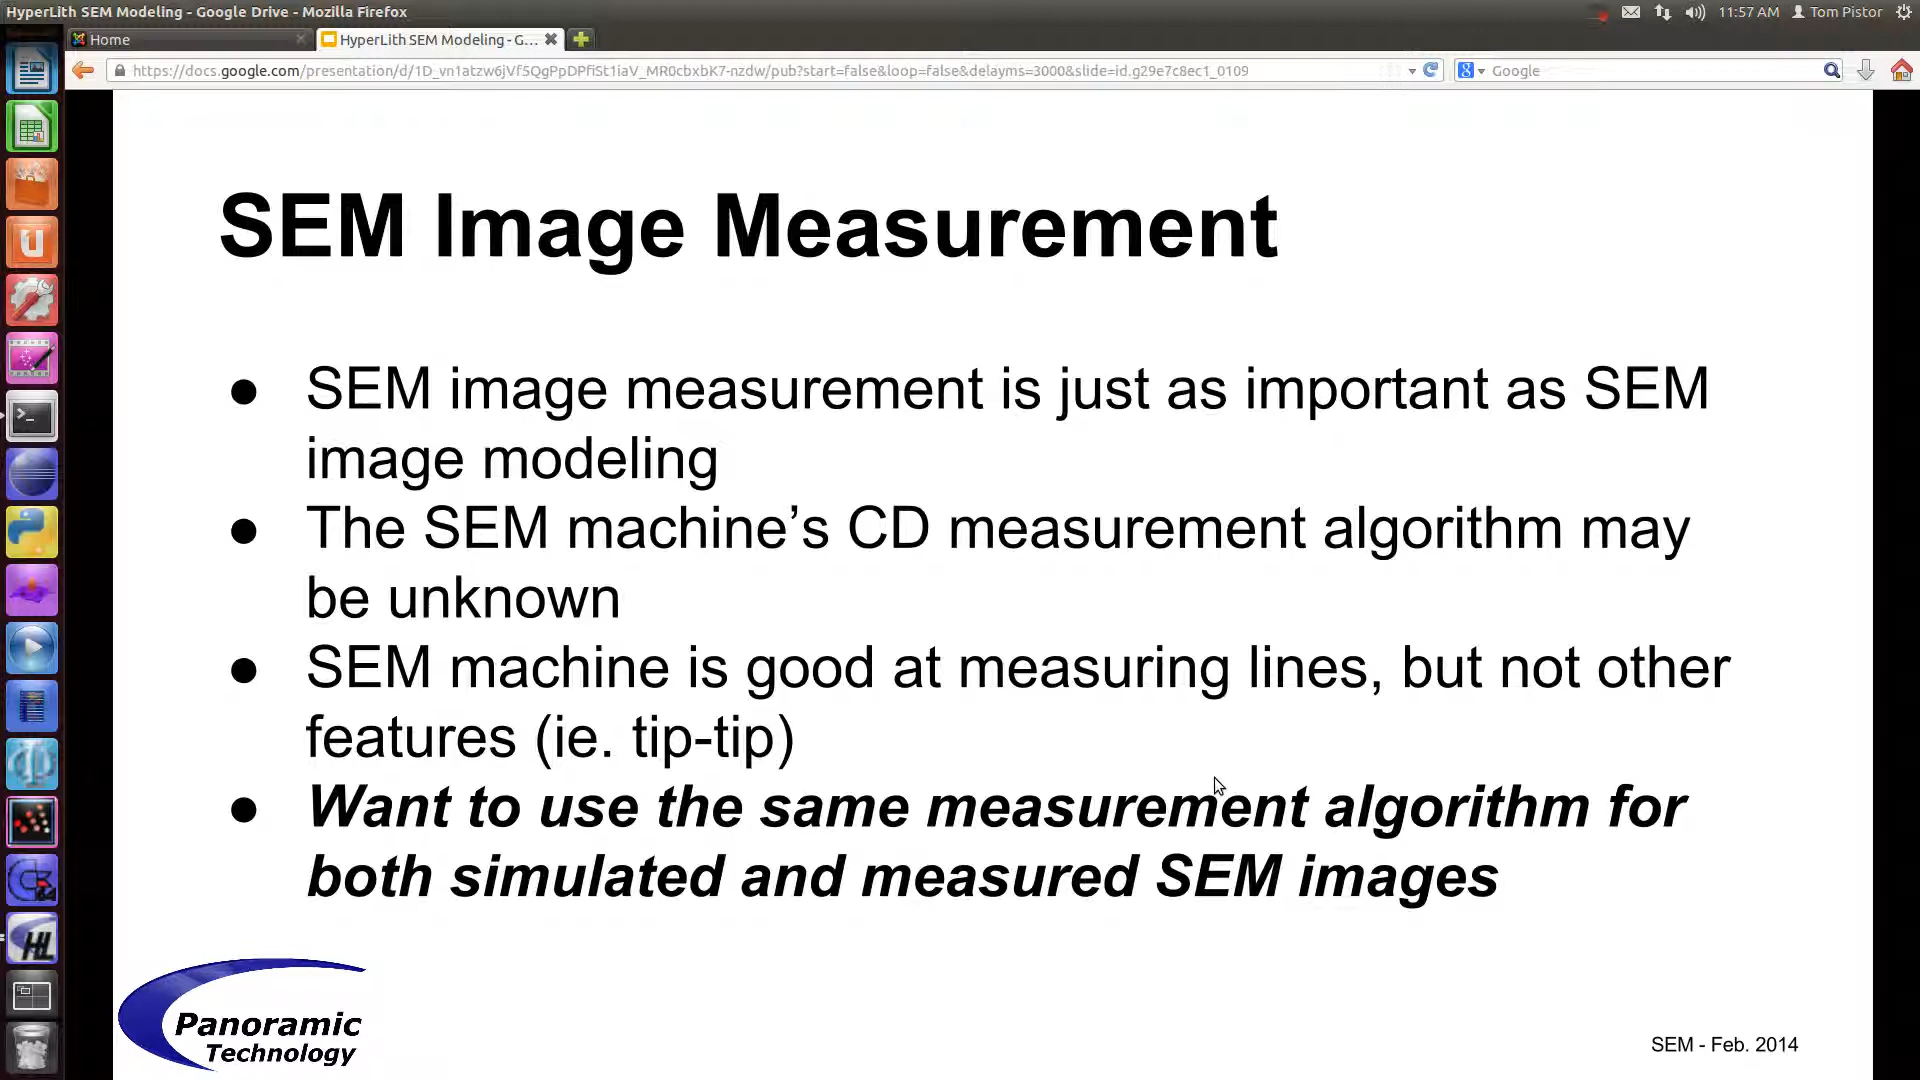 HyperLith SEM Modeling - Google Drive - Mozilla Firefox
11:57 AM
Tom Pistor
Home
HyperLith SEM Modeling - G...
https://docs.google.com/presentation/d/1D_vn1atzw6jVf5QgPpDPfiSt1iaV_MR0cbxbK7-nzdw/pub?start=false&loop=false&delayms=3000&slide=id.g29e7c8ec1_0109
Google
SEM Image Measurement
● SEM image measurement is just as important as SEM
image modeling
● The SEM machine’s CD measurement algorithm may
be unknown
● SEM machine is good at measuring lines, but not other
features (ie. tip-tip)
● Want to use the same measurement algorithm for
both simulated and measured SEM images
Panoramic
Technology
SEM - Feb. 2014
HL